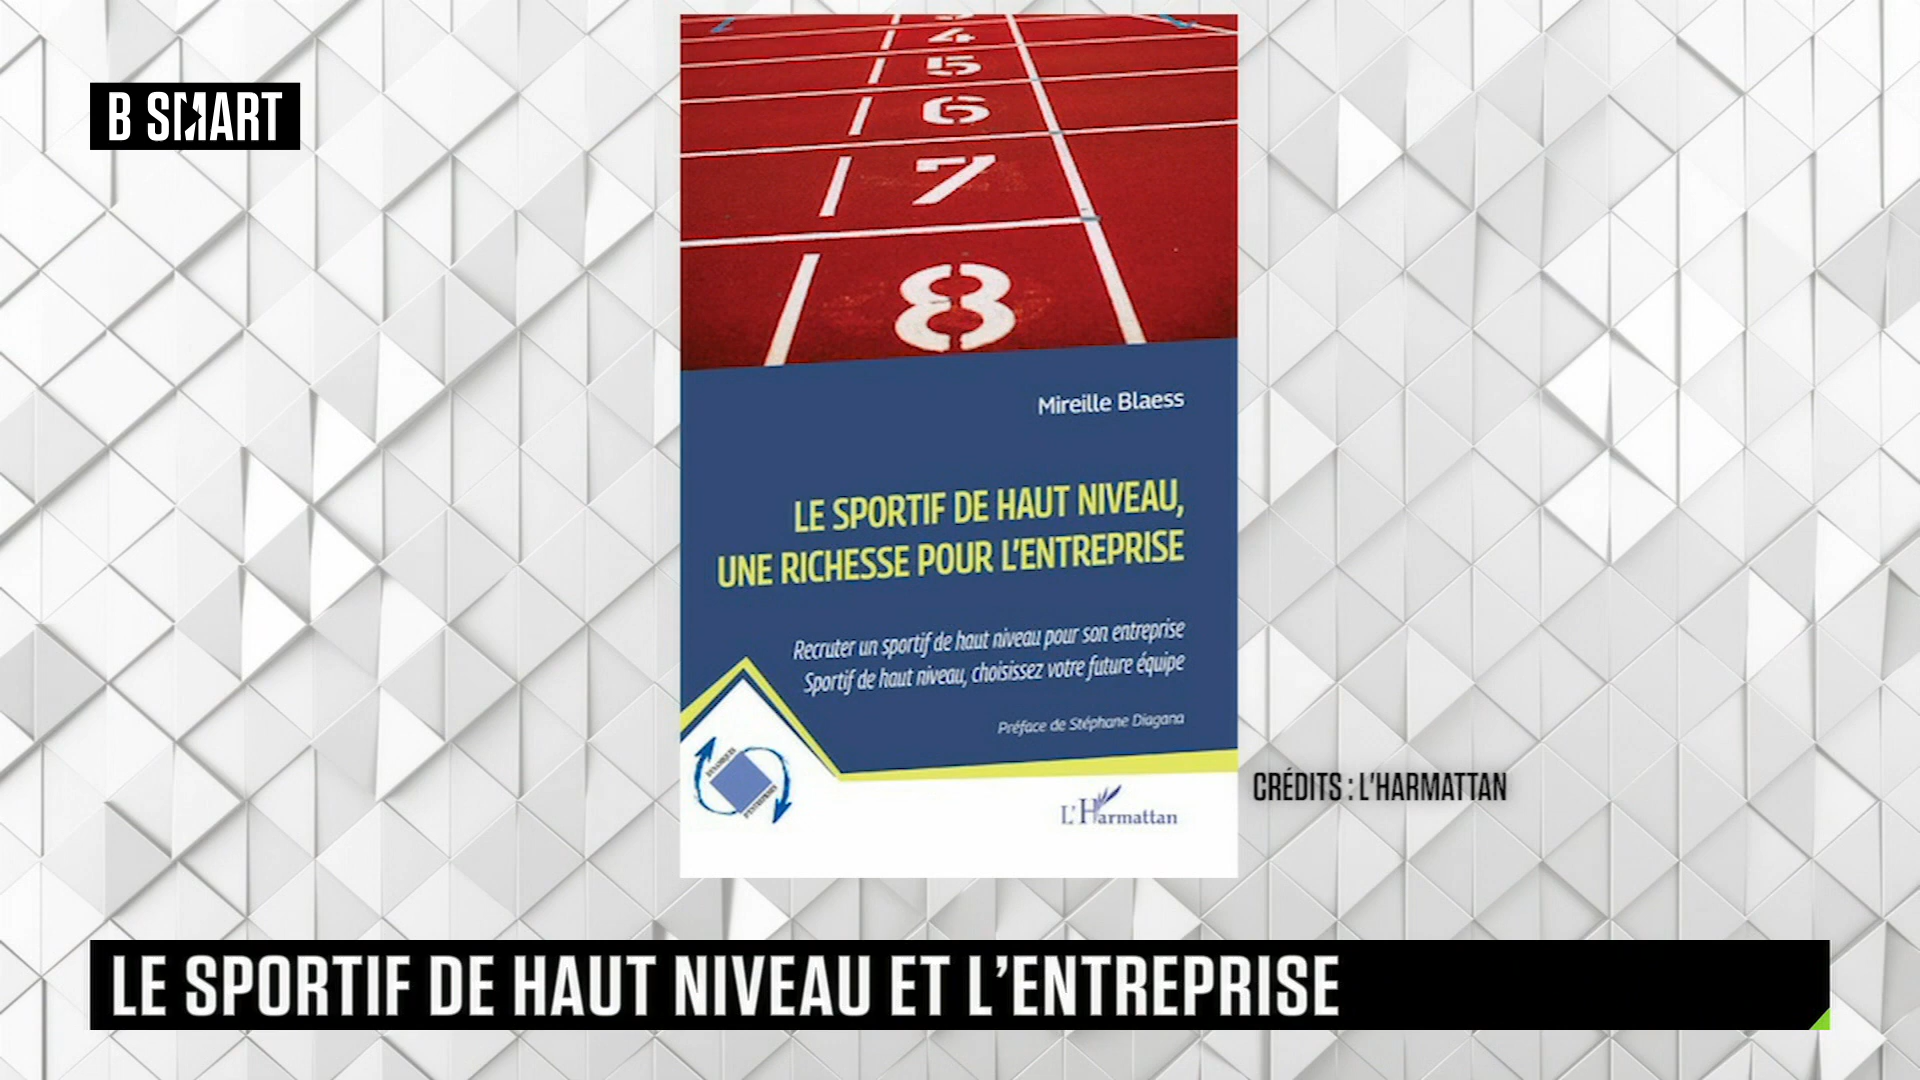 B SMART
4
5
6
7
8
Mireille Blaess
LE SPORTIF DE HAUT NIVEAU,
UNE RICHESSE POUR L'ENTREPRISE
Recruter un sportif de haut niveau pour son entreprise
Sportif de haut niveau, choisissez votre future équipe
Préface de Stéphane Diagana
DYNAMIQUES
D'ENTREPRISES
L'Harmattan
CRÉDITS : L'HARMATTAN
LE SPORTIF DE HAUT NIVEAU ET L'ENTREPRISE